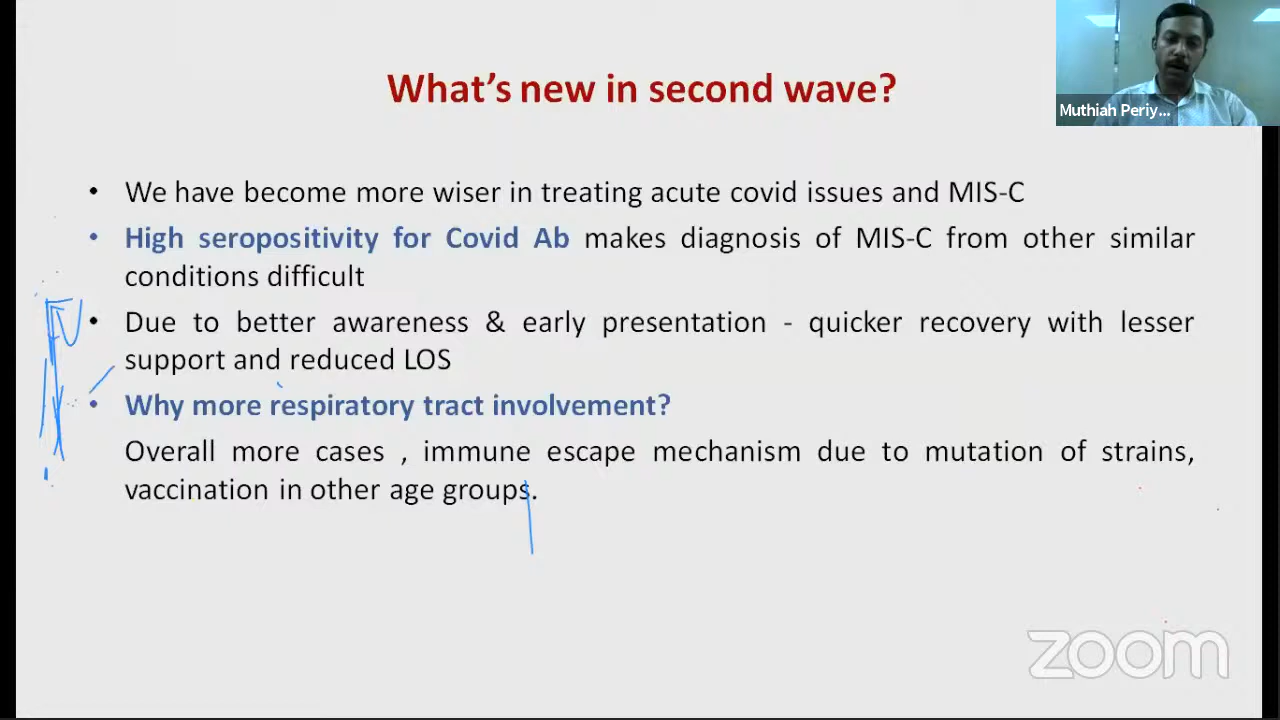 What's new in second wave?
Muthiah Periy...
• We have become more wiser in treating acute covid issues and MIS-C
• High seropositivity for Covid Ab makes diagnosis of MIS-C from other similar
conditions difficult
• Due to better awareness & early presentation - quicker recovery with lesser
support and reduced LOS
• Why more respiratory tract involvement?
Overall more cases , immune escape mechanism due to mutation of strains,
vaccination in other age groups.
zoom